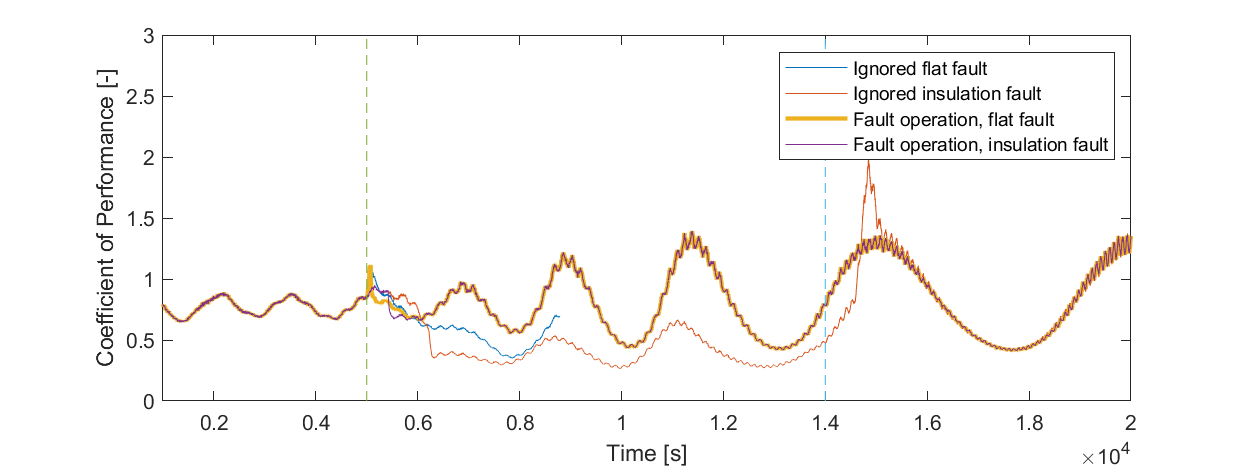 3
2.5
2
1.5
1
0.5
0
Coefficient of Performance [-]
Ignored flat fault
Ignored insulation fault
Fault operation, flat fault
Fault operation, insulation fault
0.2 0.4 0.6 0.8 1 1.2 1.4 1.6 1.8 2
Time [s]
×10⁴